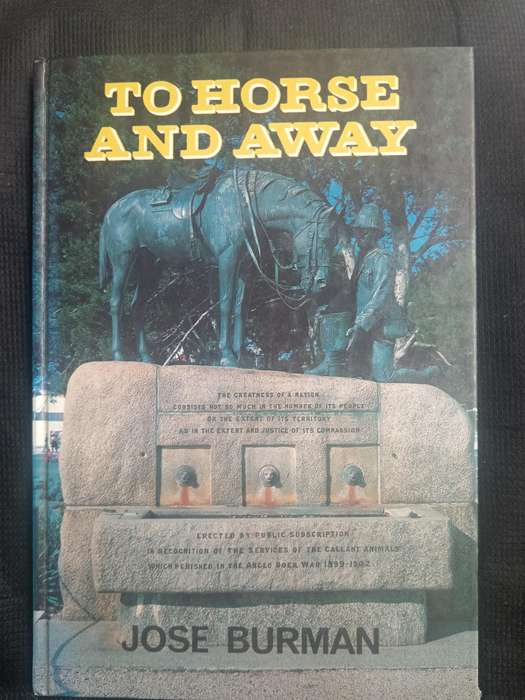 TO HORSE
AND AWAY
THE GREATNESS OF A NATION
CONSISTS NOT SO MUCH IN THE NUMBER OF ITS PEOPLE
OR THE EXTENT OF ITS TERRITORY
AS IN THE EXTENT AND JUSTICE OF ITS COMPASSION
ERECTED BY PUBLIC SUBSCRIPTION
IN RECOGNITION OF THE SERVICES OF THE GALLANT ANIMALS
WHICH PERISHED IN THE ANGLO BOER WAR 1899-1902
JOSE BURMAN